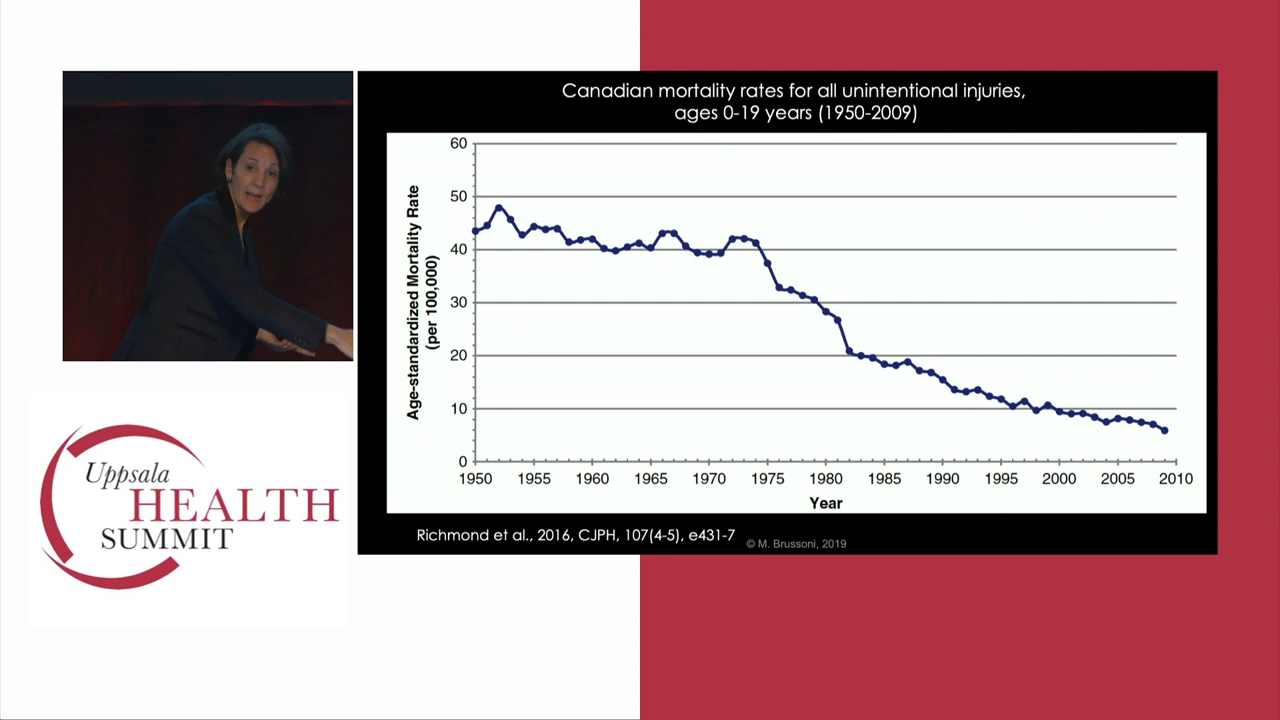 Canadian mortality rates for all unintentional injuries,
ages 0-19 years (1950-2009)
Age-standardized Mortality Rate
(per 100,000)
60
50
40
30
20
10
0
1950 1955 1960 1965 1970 1975 1980 1985 1990 1995 2000 2005 2010
Year
Richmond et al., 2016, CJPH, 107(4-5), e431-7
© M. Brussoni, 2019
Uppsala
HEALTH
SUMMIT